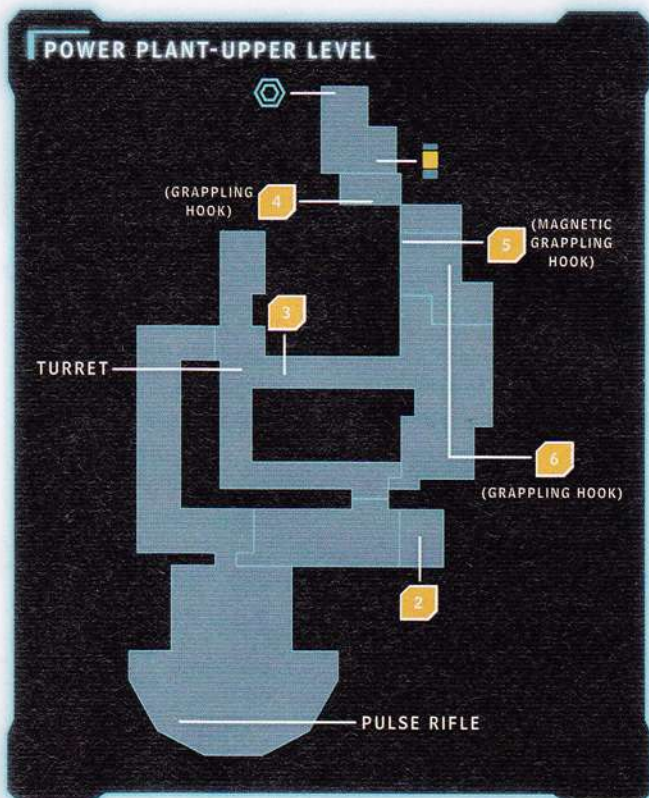 POWER PLANT-UPPER LEVEL
(GRAPPLING
HOOK)
4
5
(MAGNETIC
GRAPPLING
HOOK)
3
TURRET
6
(GRAPPLING HOOK)
2
PULSE RIFLE